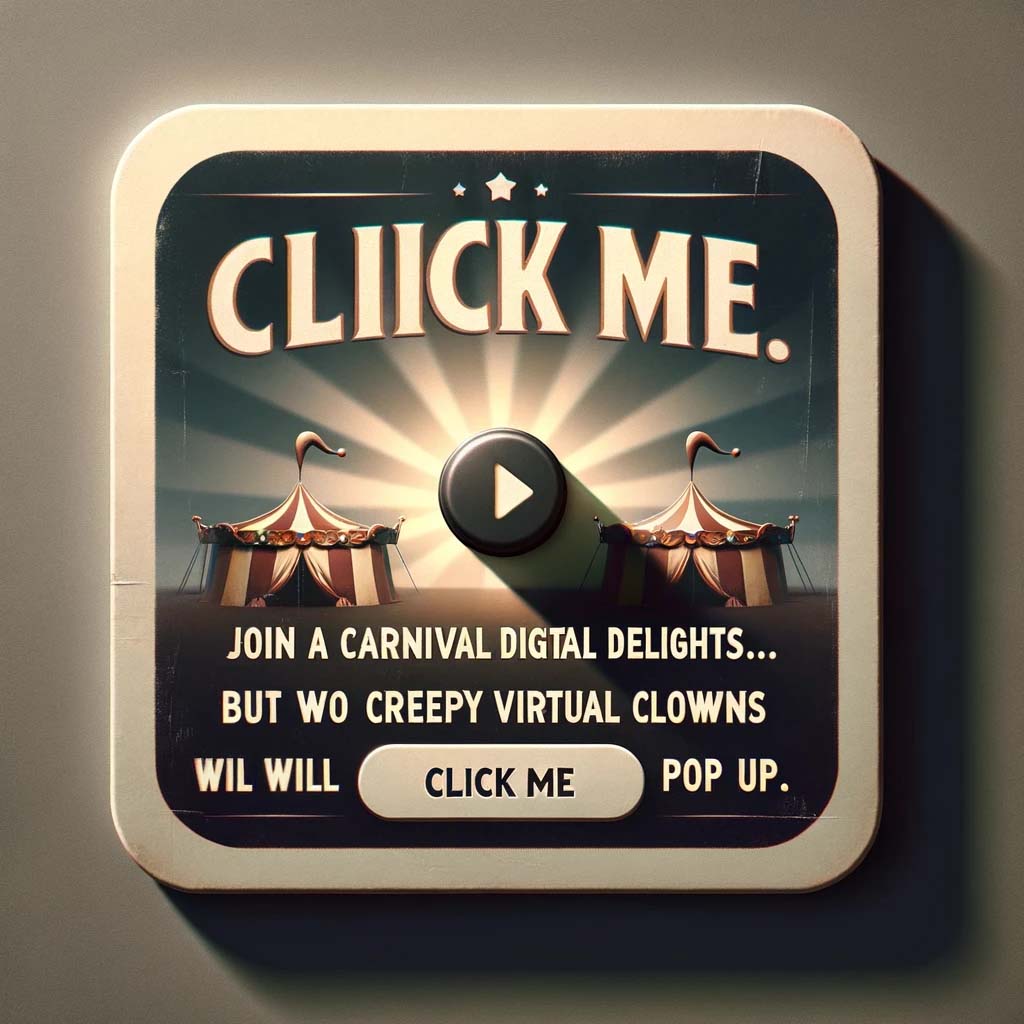 CLIICK ME.
JOIN A CARNIVAL DIGTAL DELIGHTS...
BUT WO CREEPY VIRTUAL CLOWNS
WIL WILL CLICK ME POP UP.